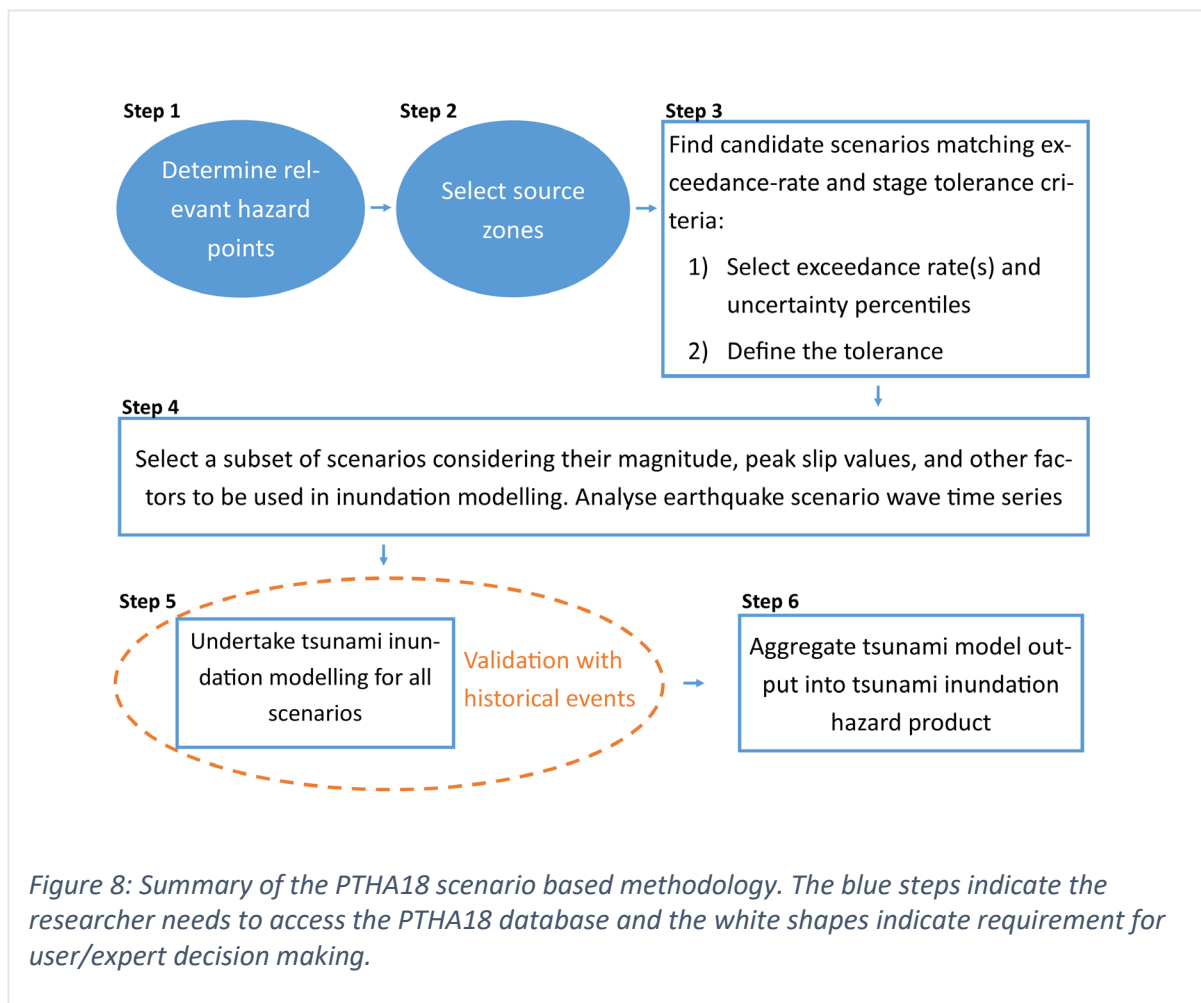 Step 1
Determine rel-
evant hazard
points
Step 2
Select source
zones
Step 3
Find candidate scenarios matching ex-
ceedance-rate and stage tolerance cri-
teria:
1) Select exceedance rate(s) and
uncertainty percentiles
2) Define the tolerance
Step 4
Select a subset of scenarios considering their magnitude, peak slip values, and other fac-
tors to be used in inundation modelling. Analyse earthquake scenario wave time series
Step 5
Undertake tsunami inun-
dation modelling for all
scenarios
Validation with
historical events
Step 6
Aggregate tsunami model out-
put into tsunami inundation
hazard product
Figure 8: Summary of the PTHA18 scenario based methodology. The blue steps indicate the
researcher needs to access the PTHA18 database and the white shapes indicate requirement for
user/expert decision making.